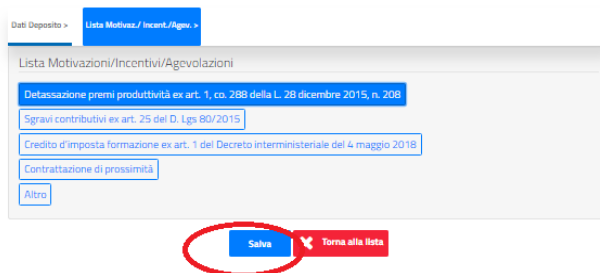 Dati Deposito >
Lista Motivaz./ Incent./Agev. >
Lista Motivazioni/Incentivi/Agevolazioni
Detassazione premi produttività ex art. 1, co. 288 della L. 28 dicembre 2015, n. 208
Sgravi contributivi ex art. 25 del D. Lgs 80/2015
Credito d'imposta formazione ex art. 1 del Decreto interministeriale del 4 maggio 2018
Contrattazione di prossimità
Altro
Salva
Torna alla lista